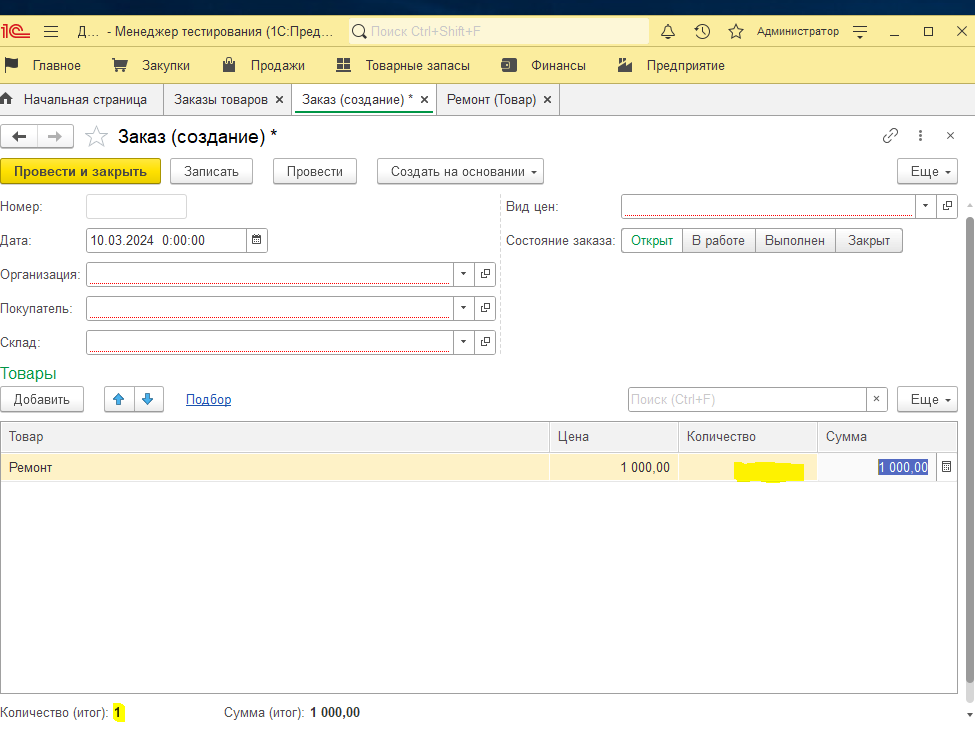 1С Д... - Менеджер тестирования (1С:Пред... Поиск Ctrl+Shift+F Администратор
Главное Закупки Продажи Товарные запасы Финансы Предприятие
Начальная страница Заказы товаров × Заказ (создание) * × Ремонт (Товар) ×
Заказ (создание) *
Провести и закрыть Записать Провести Создать на основании Еще
Номер: Вид цен:
Дата: 10.03.2024 0:00:00 Состояние заказа: Открыт В работе Выполнен Закрыт
Организация:
Покупатель:
Склад:
Товары
Добавить Подбор Поиск (Ctrl+F) × Еще
Товар Цена Количество Сумма
Ремонт 1 000,00 1 000,00
Количество (итог): 1 Сумма (итог): 1 000,00